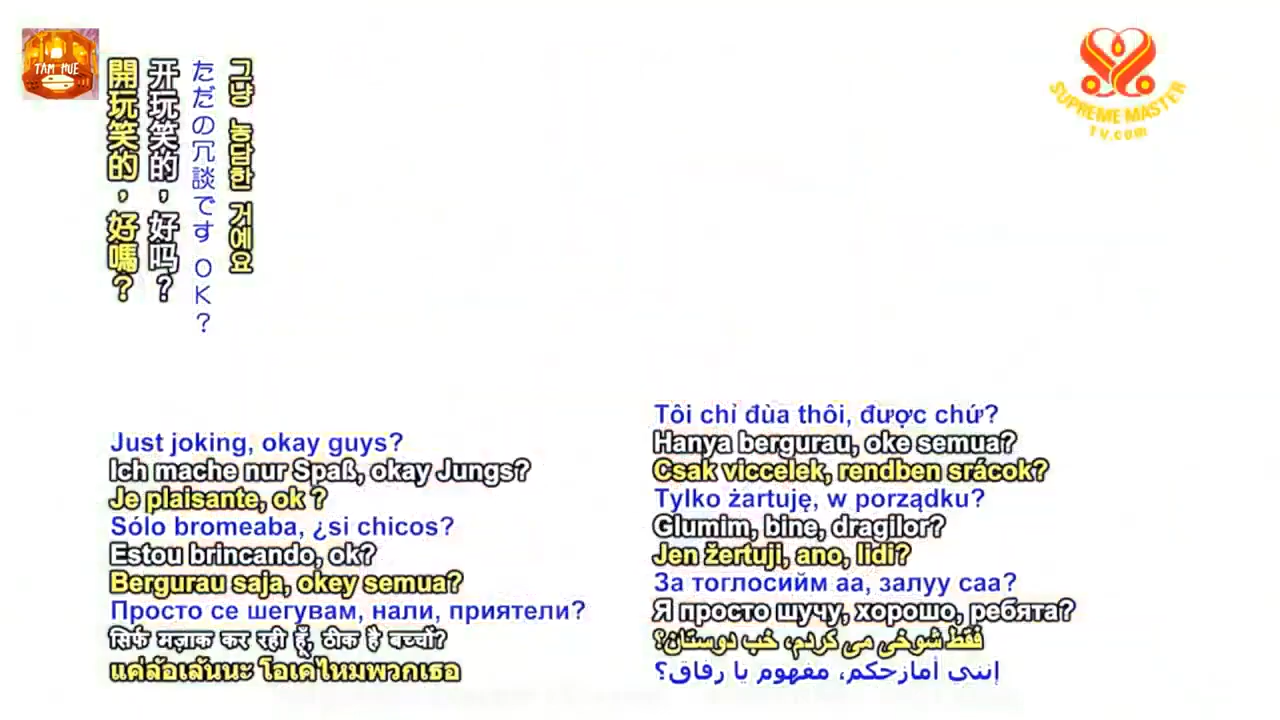 TAM HUE
開玩笑的，好嗎？
开玩笑的，好吗？
ただの冗談です OK？
그냥 농담한 거예요
SUPREME MASTER
TV.com
Just joking, okay guys?
Ich mache nur Spaß, okay Jungs?
Je plaisante, ok ?
Sólo bromeaba, ¿si chicos?
Estou brincando, ok?
Bergurau saja, okey semua?
Просто се шегувам, нали, приятели?
सिर्फ मज़ाक कर रही हूँ, ठीक है बच्चों?
แค่ล้อเล้นนะ โอเคไหมพวกเธอ
Tôi chỉ đùa thôi, được chứ?
Hanya bergurau, oke semua?
Csak viccelek, rendben srácok?
Tylko żartuję, w porządku?
Glumim, bine, dragilor?
Jen žertuji, ano, lidi?
За тоглосийм аа, залуу саа?
Я просто шучу, хорошо, ребята?
فقط شوخی می کردم، خب دوستان؟
إنني أمازحكم، مفهوم يا رفاق؟